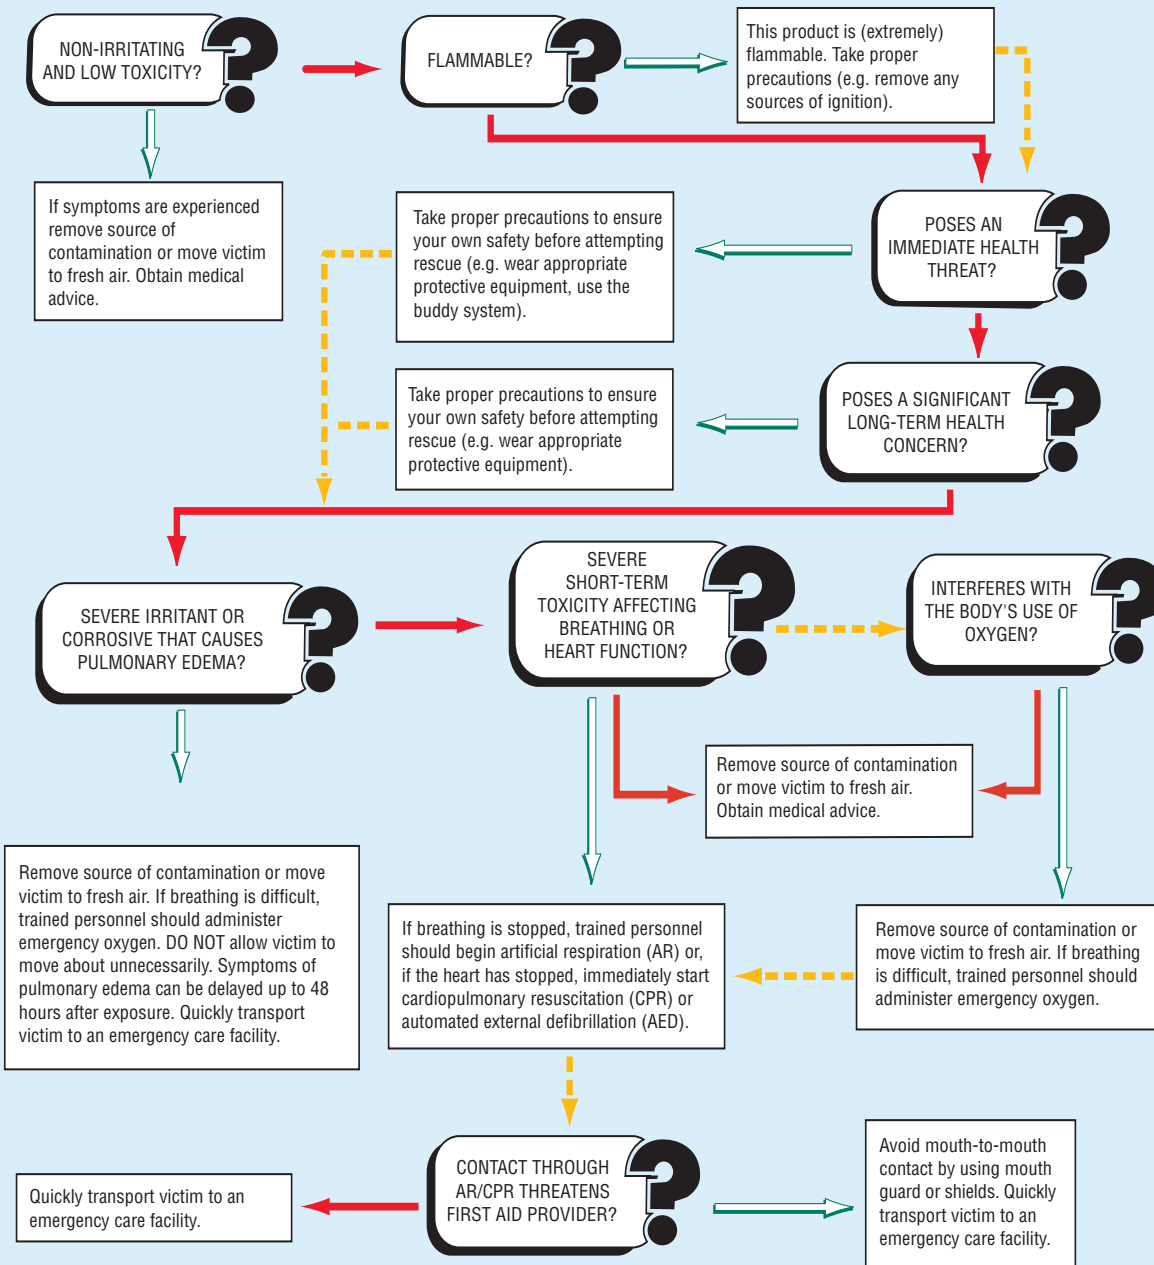 NON-IRRITATING
AND LOW TOXICITY?
FLAMMABLE?
This product is (extremely)
flammable. Take proper
precautions (e.g. remove any
sources of ignition).
If symptoms are experienced
remove source of
contamination or move victim
to fresh air. Obtain medical
advice.
Take proper precautions to ensure
your own safety before attempting
rescue (e.g. wear appropriate
protective equipment, use the
buddy system).
POSES AN
IMMEDIATE HEALTH
THREAT?
Take proper precautions to ensure
your own safety before attempting
rescue (e.g. wear appropriate
protective equipment).
POSES A SIGNIFICANT
LONG-TERM HEALTH
CONCERN?
SEVERE IRRITANT OR
CORROSIVE THAT CAUSES
PULMONARY EDEMA?
SEVERE
SHORT-TERM
TOXICITY AFFECTING
BREATHING OR
HEART FUNCTION?
INTERFERES WITH
THE BODY'S USE OF
OXYGEN?
Remove source of contamination
or move victim to fresh air.
Obtain medical advice.
Remove source of contamination or move
victim to fresh air. If breathing is difficult,
trained personnel should administer
emergency oxygen. DO NOT allow victim to
move about unnecessarily. Symptoms of
pulmonary edema can be delayed up to 48
hours after exposure. Quickly transport
victim to an emergency care facility.
If breathing is stopped, trained personnel
should begin artificial respiration (AR) or,
if the heart has stopped, immediately start
cardiopulmonary resuscitation (CPR) or
automated external defibrillation (AED).
Remove source of contamination or
move victim to fresh air. If breathing
is difficult, trained personnel should
administer emergency oxygen.
Quickly transport victim to an
emergency care facility.
CONTACT THROUGH
AR/CPR THREATENS
FIRST AID PROVIDER?
Avoid mouth-to-mouth
contact by using mouth
guard or shields. Quickly
transport victim to an
emergency care facility.